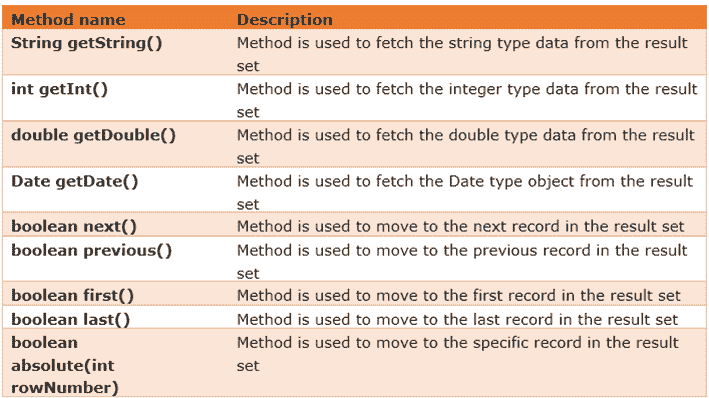 Method name Description
String getString() Method is used to fetch the string type data from the result
set
int getInt() Method is used to fetch the integer type data from the result
set
double getDouble() Method is used to fetch the double type data from the result
set
Date getDate() Method is used to fetch the Date type object from the result
set
boolean next() Method is used to move to the next record in the result set
boolean previous() Method is used to move to the previous record in the result
set
boolean first() Method is used to move to the first record in the result set
boolean last() Method is used to move to the last record in the result set
boolean Method is used to move to the specific record in the result
absolute(int set
rowNumber)